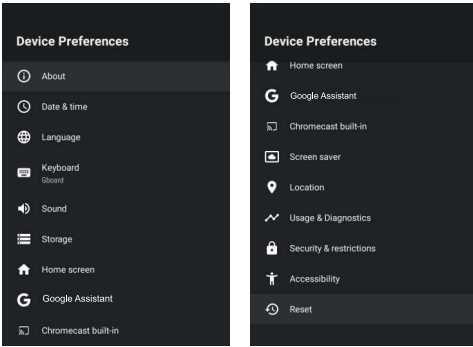 Device Preferences
About
Date & time
Language
Keyboard
Gboard
Sound
Storage
Home screen
Google Assistant
Chromecast built-in
Device Preferences
Home screen
Google Assistant
Chromecast built-in
Screen saver
Location
Usage & Diagnostics
Security & restrictions
Accessibility
Reset